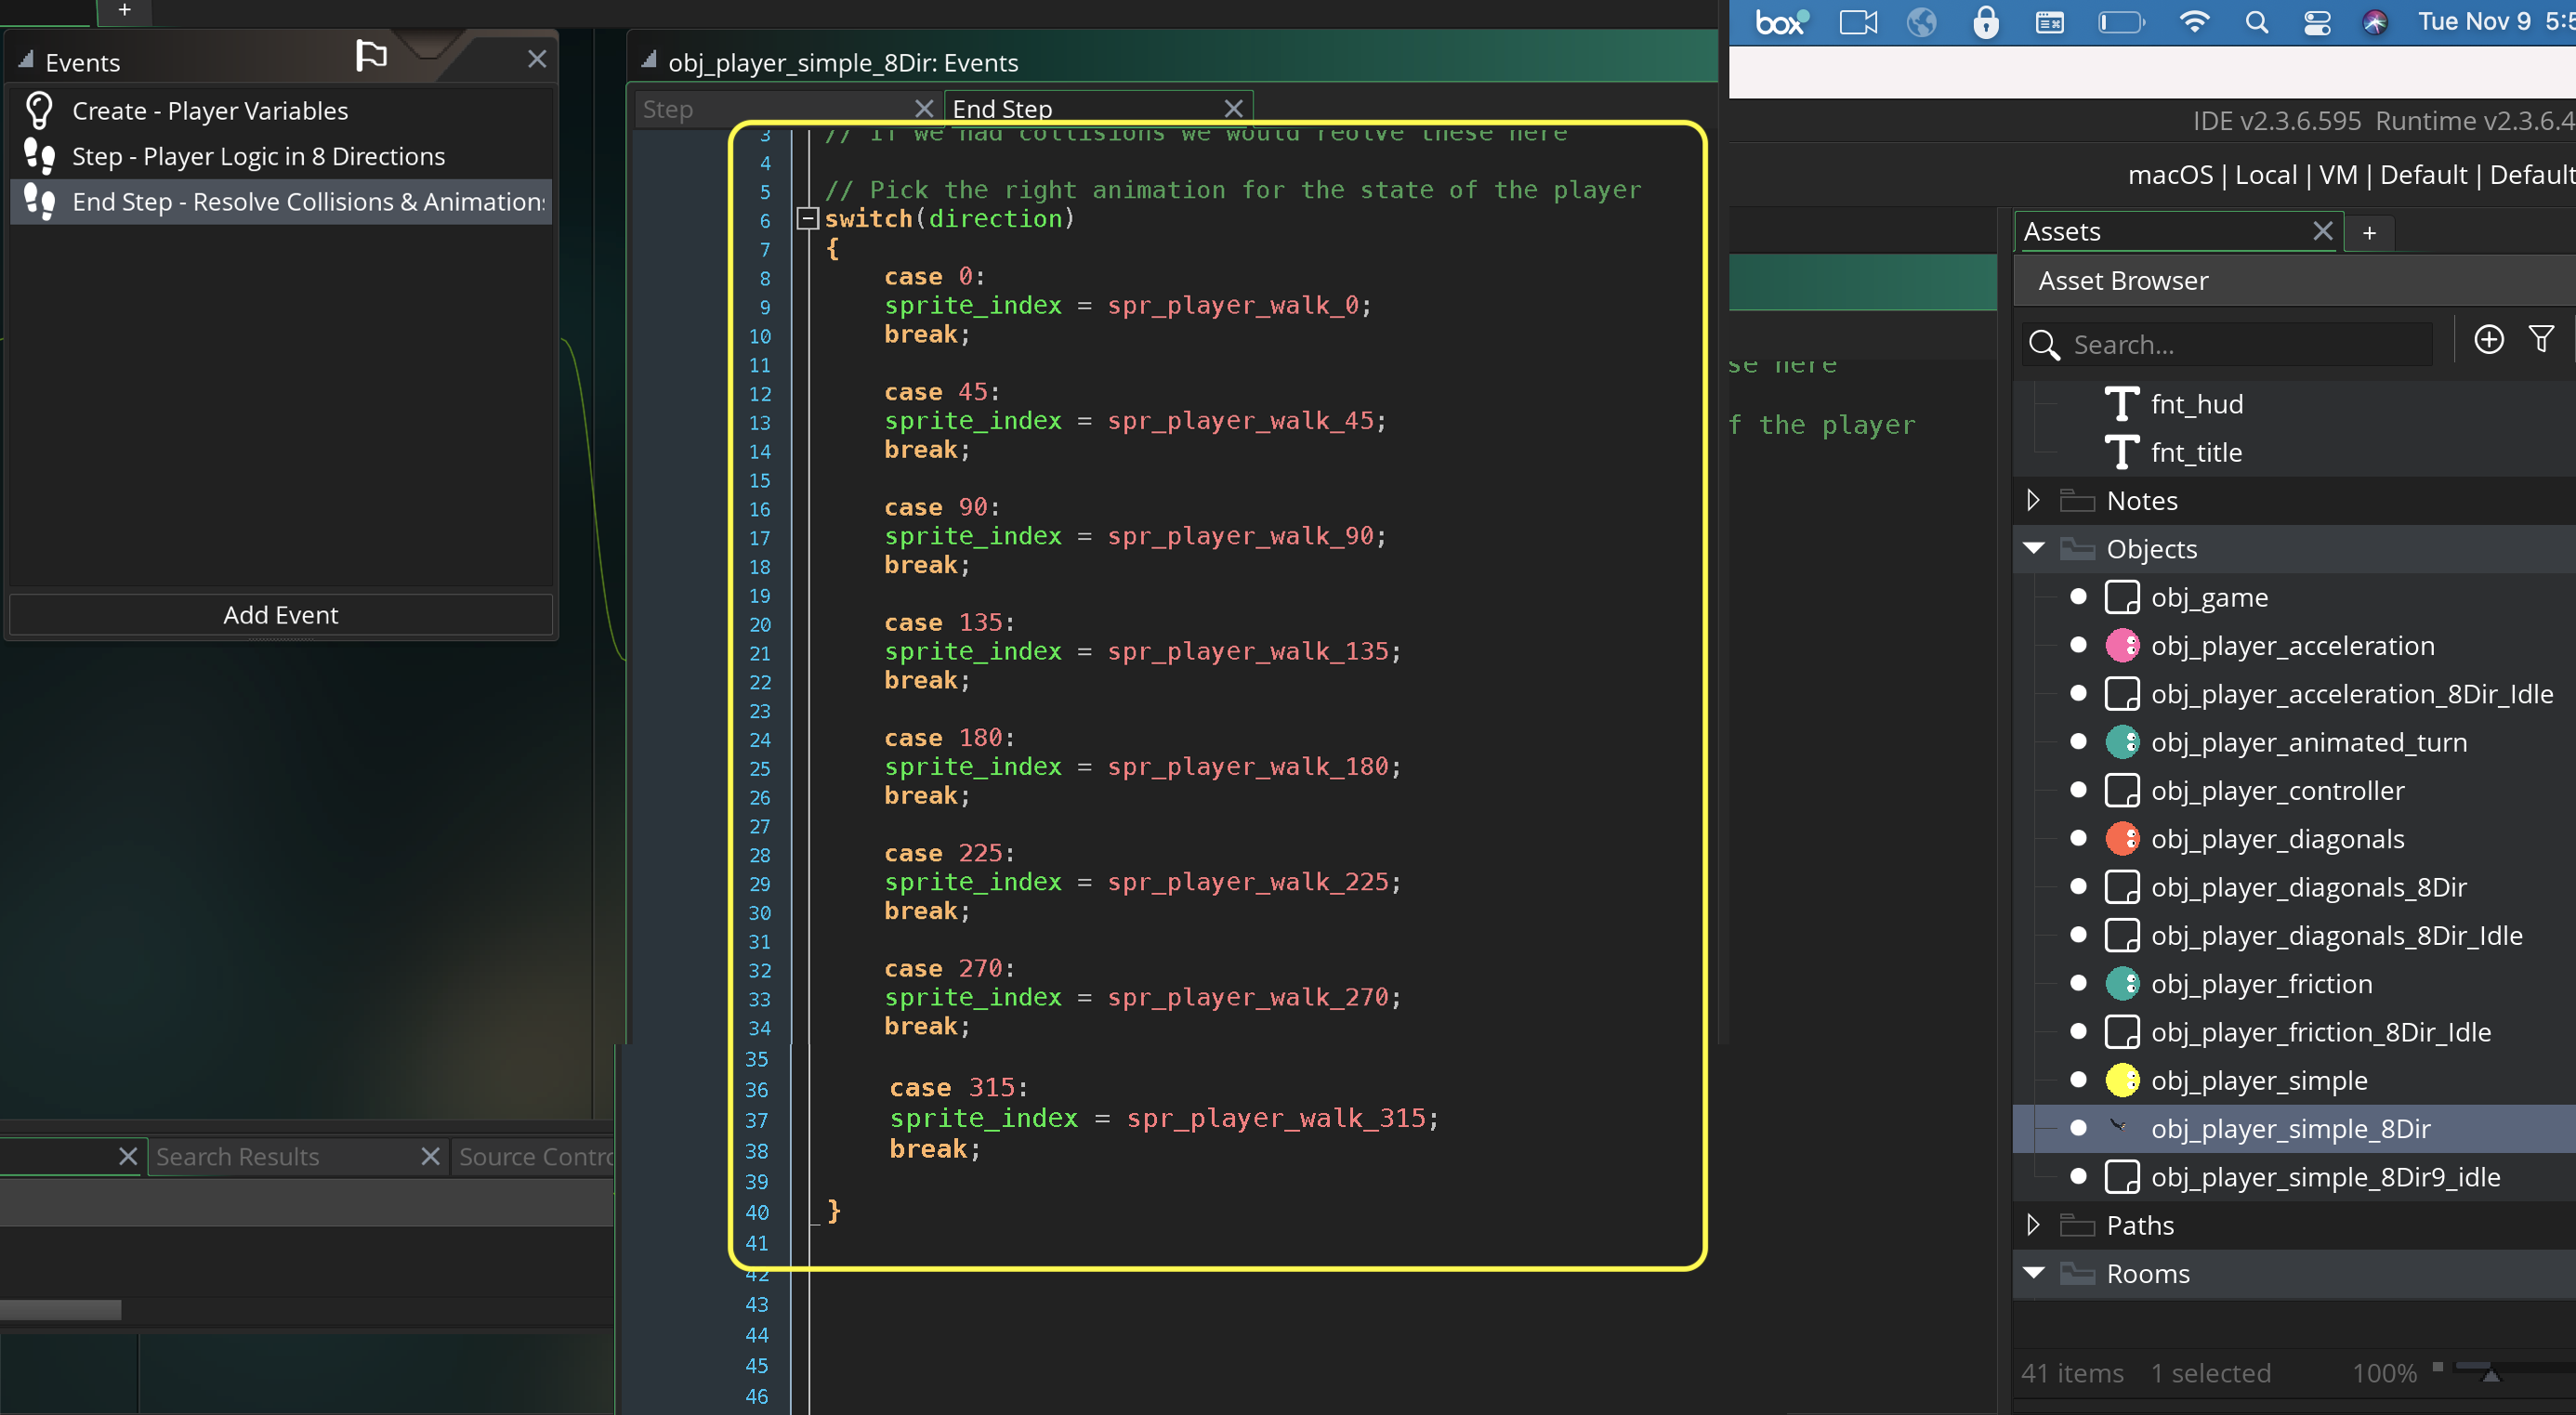 +
Events
Create - Player Variables
Step - Player Logic in 8 Directions
End Step - Resolve Collisions & Animation
Add Event
Search Results
Source Contro
obj_player_simple_8Dir: Events
Step
End Step
3 // If we had collisions we would reolve these here
4
5 // Pick the right animation for the state of the player
6 switch(direction)
7 {
8 case 0:
9 sprite_index = spr_player_walk_0;
10 break;
11
12 case 45:
13 sprite_index = spr_player_walk_45;
14 break;
15
16 case 90:
17 sprite_index = spr_player_walk_90;
18 break;
19
20 case 135:
21 sprite_index = spr_player_walk_135;
22 break;
23
24 case 180:
25 sprite_index = spr_player_walk_180;
26 break;
27
28 case 225:
29 sprite_index = spr_player_walk_225;
30 break;
31
32 case 270:
33 sprite_index = spr_player_walk_270;
34 break;
35
36 case 315:
37 sprite_index = spr_player_walk_315;
38 break;
39
40 }
41
42
43
44
45
46
box
Tue Nov 9 5:5
IDE v2.3.6.595 Runtime v2.3.6.4
macOS | Local | VM | Default | Default
se here
f the player
Assets
+
Asset Browser
Search...
fnt_hud
fnt_title
Notes
Objects
obj_game
obj_player_acceleration
obj_player_acceleration_8Dir_Idle
obj_player_animated_turn
obj_player_controller
obj_player_diagonals
obj_player_diagonals_8Dir
obj_player_diagonals_8Dir_Idle
obj_player_friction
obj_player_friction_8Dir_Idle
obj_player_simple
obj_player_simple_8Dir
obj_player_simple_8Dir9_idle
Paths
Rooms
41 items 1 selected 100%